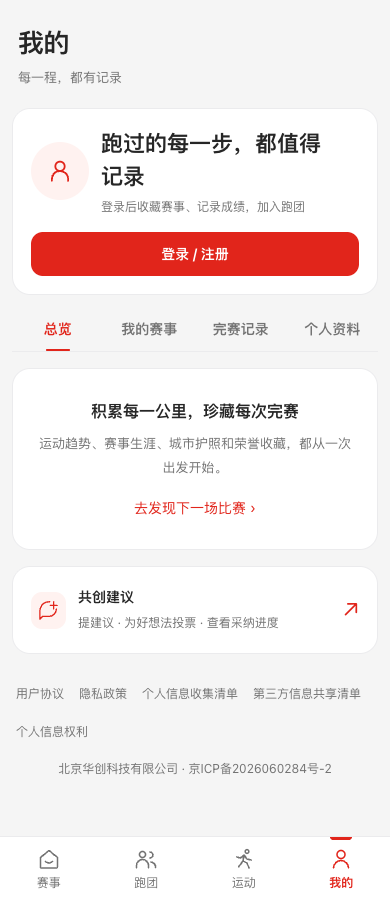 我的
每一程，都有记录
跑过的每一步，都值得
记录
登录后收藏赛事、记录成绩，加入跑团
登录 / 注册
总览 我的赛事 完赛记录 个人资料
积累每一公里，珍藏每次完赛
运动趋势、赛事生涯、城市护照和荣誉收藏，都从一次
出发开始。
去发现下一场比赛 ›
共创建议
提建议 · 为好想法投票 · 查看采纳进度
用户协议 隐私政策 个人信息收集清单 第三方信息共享清单
个人信息权利
北京华创科技有限公司 · 京ICP备2026060284号-2
赛事 跑团 运动 我的